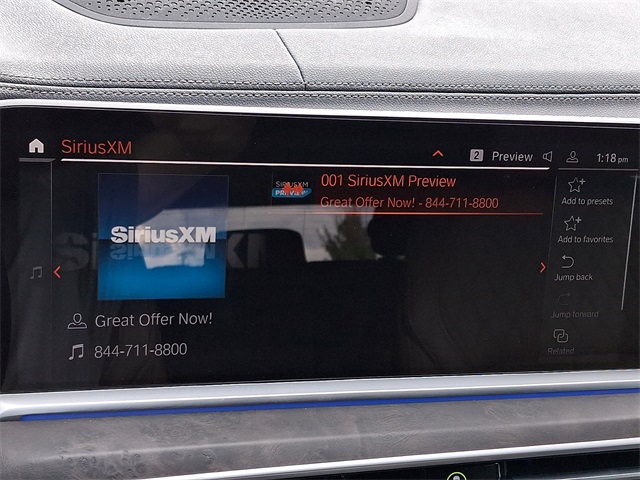 SiriusXM
2 Preview 1:18 pm
SiriusXM
PREVIEW
001 SiriusXM Preview
Great Offer Now! - 844-711-8800
SiriusXM
Great Offer Now!
844-711-8800
Add to presets
Add to favorites
Jump back
Jump forward
Related